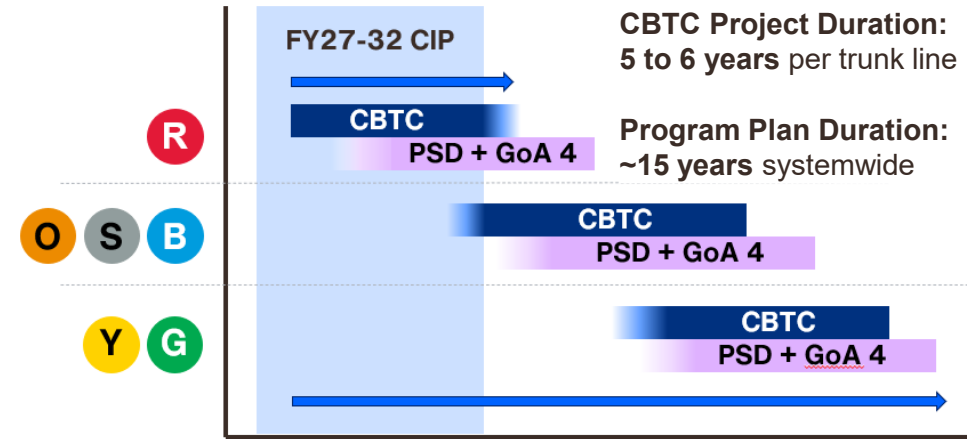 FY27-32 CIP
CBTC Project Duration:
5 to 6 years per trunk line
Program Plan Duration:
~15 years systemwide
R
CBTC
PSD + GoA 4
O S B
CBTC
PSD + GoA 4
Y G
CBTC
PSD + GoA 4